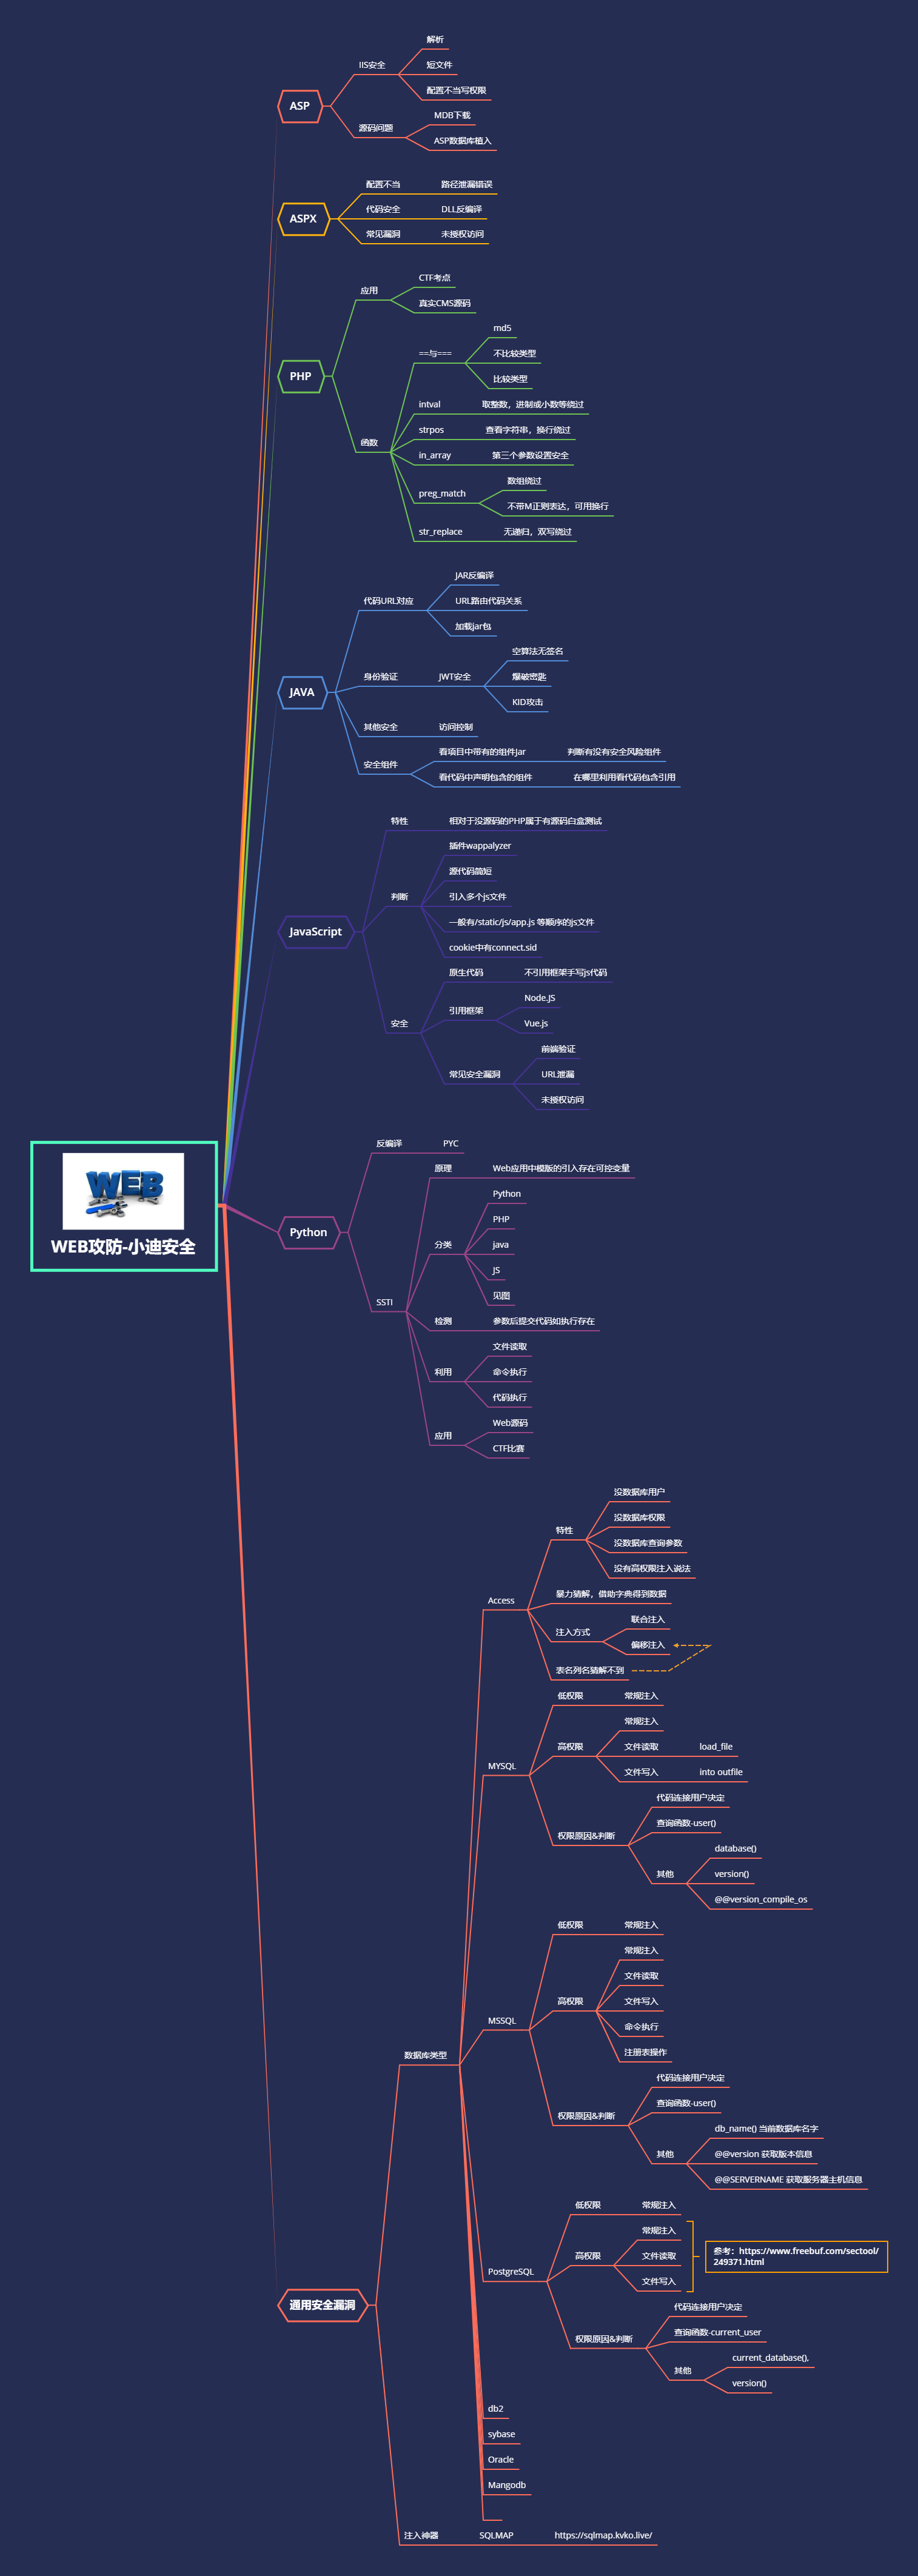 解析
IIS安全
短文件
配置不当写权限
ASP
源码问题
MDB下载
ASP数据库植入
ASPX
配置不当
路径泄漏错误
代码安全
DLL反编译
常见漏洞
未授权访问
PHP
应用
CTF考点
真实CMS源码
函数
==与===
md5
不比较类型
比较类型
intval
取整数，进制或小数等绕过
strpos
查看字符串，换行绕过
in_array
第三个参数设置安全
preg_match
数组绕过
不带M正则表达，可用换行
str_replace
无递归，双写绕过
JAVA
代码URL对应
JAR反编译
URL路由代码关系
加载jar包
身份验证
JWT安全
空算法无签名
爆破密匙
KID攻击
其他安全
访问控制
安全组件
看项目中带有的组件Jar
判断有没有安全风险组件
看代码中声明包含的组件
在哪里利用看代码包含引用
JavaScript
特性
相对于没源码的PHP属于有源码白盒测试
判断
插件wappalyzer
源代码简短
引入多个js文件
一般有/static/js/app.js 等顺序的js文件
cookie中有connect.sid
安全
原生代码
不引用框架手写js代码
引用框架
Node.JS
Vue.js
常见安全漏洞
前端验证
URL泄漏
未授权访问
WEB
WEB攻防-小迪安全
Python
反编译
PYC
SSTI
原理
Web应用中模版的引入存在可控变量
分类
Python
PHP
java
JS
见图
检测
参数后提交代码如执行存在
利用
文件读取
命令执行
代码执行
应用
Web源码
CTF比赛
通用安全漏洞
数据库类型
Access
特性
没数据库用户
没数据库权限
没数据库查询参数
没有高权限注入说法
暴力猜解，借助字典得到数据
注入方式
联合注入
偏移注入
表名列名猜解不到
MYSQL
低权限
常规注入
高权限
常规注入
文件读取
load_file
文件写入
into outfile
权限原因&判断
代码连接用户决定
查询函数-user()
其他
database()
version()
@@version_compile_os
MSSQL
低权限
常规注入
高权限
常规注入
文件读取
文件写入
命令执行
注册表操作
权限原因&判断
代码连接用户决定
查询函数-user()
其他
db_name() 当前数据库名字
@@version 获取版本信息
@@SERVERNAME 获取服务器主机信息
PostgreSQL
低权限
常规注入
高权限
常规注入
文件读取
文件写入
参考：https://www.freebuf.com/sectool/
249371.html
权限原因&判断
代码连接用户决定
查询函数-current_user
其他
current_database(),
version()
db2
sybase
Oracle
Mangodb
注入神器
SQLMAP
https://sqlmap.kvko.live/